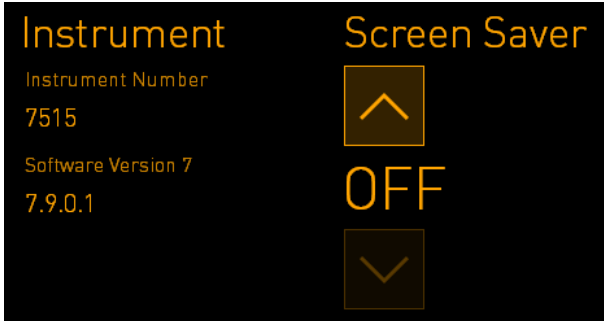 Instrument
Instrument Number
7515
Software Version 7
7.9.0.1
Screen Saver
OFF